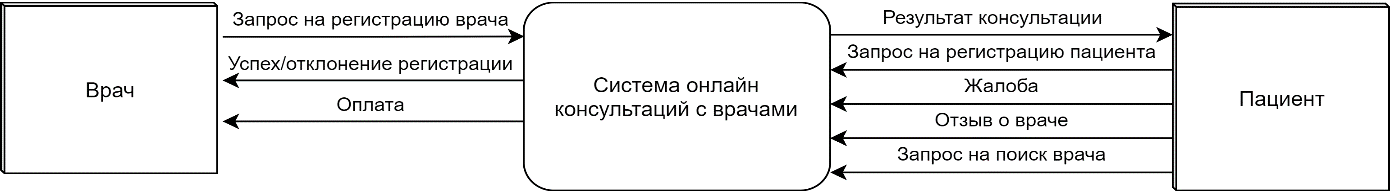 Врач
Запрос на регистрацию врача
Успех/отклонение регистрации
Оплата
Система онлайн
консультаций с врачами
Результат консультации
Запрос на регистрацию пациента
Жалоба
Отзыв о враче
Запрос на поиск врача
Пациент